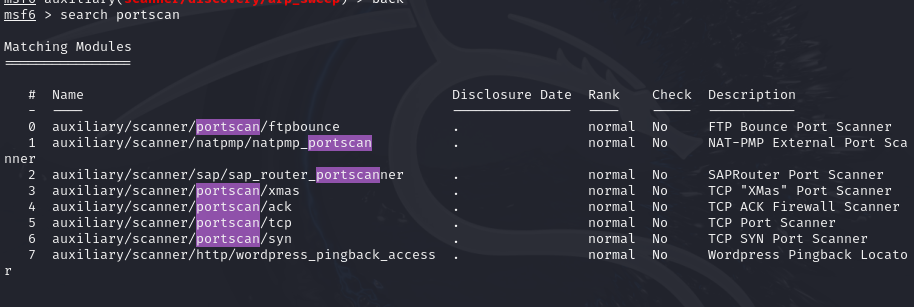 msf6 auxiliary(scanner/discovery/arp_sweep) > back
msf6 > search portscan
Matching Modules
================
#  Name                                              Disclosure Date  Rank    Check  Description
-  ----                                              ---------------  ----    -----  -----------
0  auxiliary/scanner/portscan/ftpbounce              .                normal  No     FTP Bounce Port Scanner
1  auxiliary/scanner/natpmp/natpmp_portscan          .                normal  No     NAT-PMP External Port Sca
nner
2  auxiliary/scanner/sap/sap_router_portscanner      .                normal  No     SAPRouter Port Scanner
3  auxiliary/scanner/portscan/xmas                   .                normal  No     TCP "XMas" Port Scanner
4  auxiliary/scanner/portscan/ack                    .                normal  No     TCP ACK Firewall Scanner
5  auxiliary/scanner/portscan/tcp                    .                normal  No     TCP Port Scanner
6  auxiliary/scanner/portscan/syn                    .                normal  No     TCP SYN Port Scanner
7  auxiliary/scanner/http/wordpress_pingback_access  .                normal  No     Wordpress Pingback Locato
r